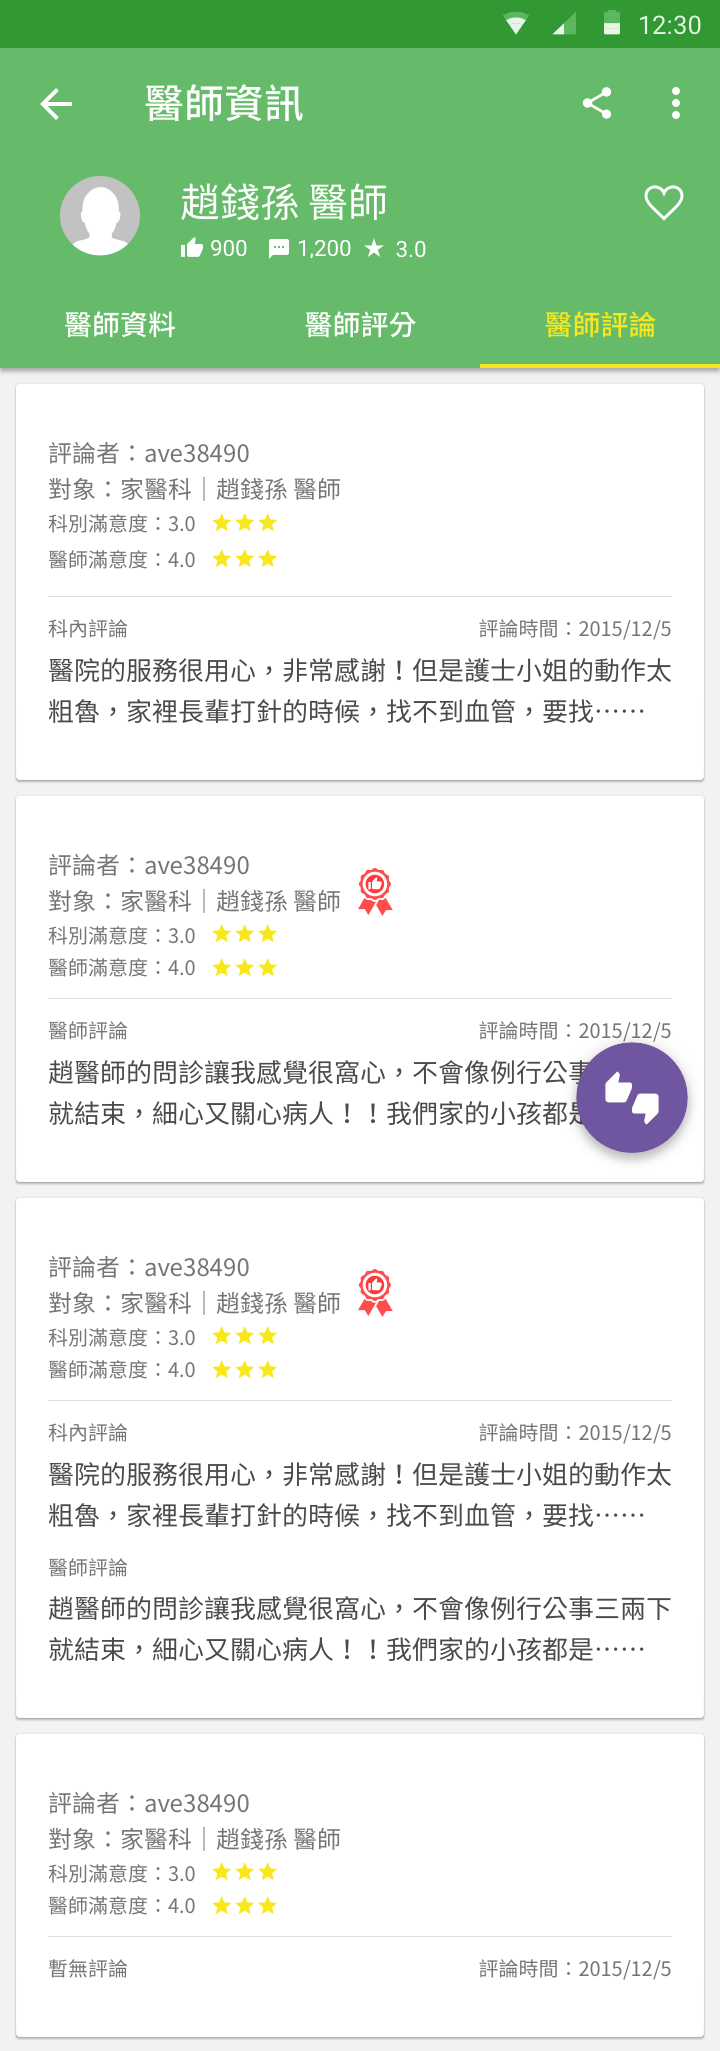 12:30
醫師資訊
趙錢孫 醫師
900 1,200 3.0
醫師資料 醫師評分 醫師評論
評論者：ave38490
對象：家醫科｜趙錢孫 醫師
科別滿意度：3.0
醫師滿意度：4.0
科內評論 評論時間：2015/12/5
醫院的服務很用心，非常感謝！但是護士小姐的動作太
粗魯，家裡長輩打針的時候，找不到血管，要找⋯⋯
評論者：ave38490
對象：家醫科｜趙錢孫 醫師
科別滿意度：3.0
醫師滿意度：4.0
醫師評論 評論時間：2015/12/5
趙醫師的問診讓我感覺很窩心，不會像例行公事
就結束，細心又關心病人！！我們家的小孩都是
評論者：ave38490
對象：家醫科｜趙錢孫 醫師
科別滿意度：3.0
醫師滿意度：4.0
科內評論 評論時間：2015/12/5
醫院的服務很用心，非常感謝！但是護士小姐的動作太
粗魯，家裡長輩打針的時候，找不到血管，要找⋯⋯
醫師評論
趙醫師的問診讓我感覺很窩心，不會像例行公事三兩下
就結束，細心又關心病人！！我們家的小孩都是⋯⋯
評論者：ave38490
對象：家醫科｜趙錢孫 醫師
科別滿意度：3.0
醫師滿意度：4.0
暫無評論 評論時間：2015/12/5